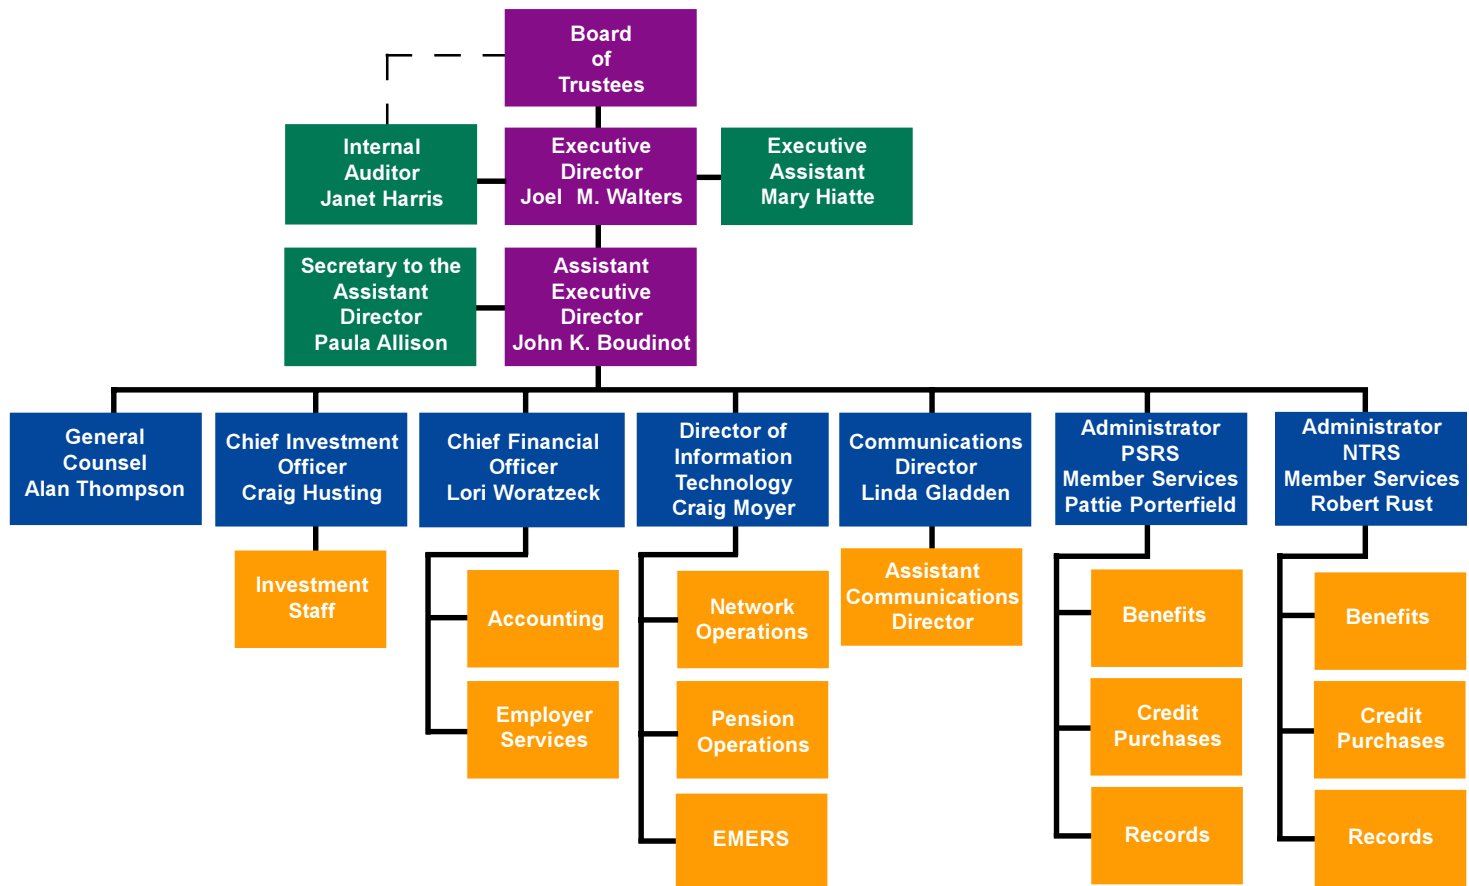 Board
of
Trustees
Internal
Auditor
Janet Harris
Executive
Director
Joel M. Walters
Executive
Assistant
Mary Hiatte
Secretary to the
Assistant
Director
Paula Allison
Assistant
Executive
Director
John K. Boudinot
General
Counsel
Alan Thompson
Chief Investment
Officer
Craig Husting
Chief Financial
Officer
Lori Woratzeck
Director of
Information
Technology
Craig Moyer
Communications
Director
Linda Gladden
Administrator
PSRS
Member Services
Pattie Porterfield
Administrator
NTRS
Member Services
Robert Rust
Investment
Staff
Accounting
Employer
Services
Network
Operations
Pension
Operations
EMERS
Assistant
Communications
Director
Benefits
Credit
Purchases
Records
Benefits
Credit
Purchases
Records